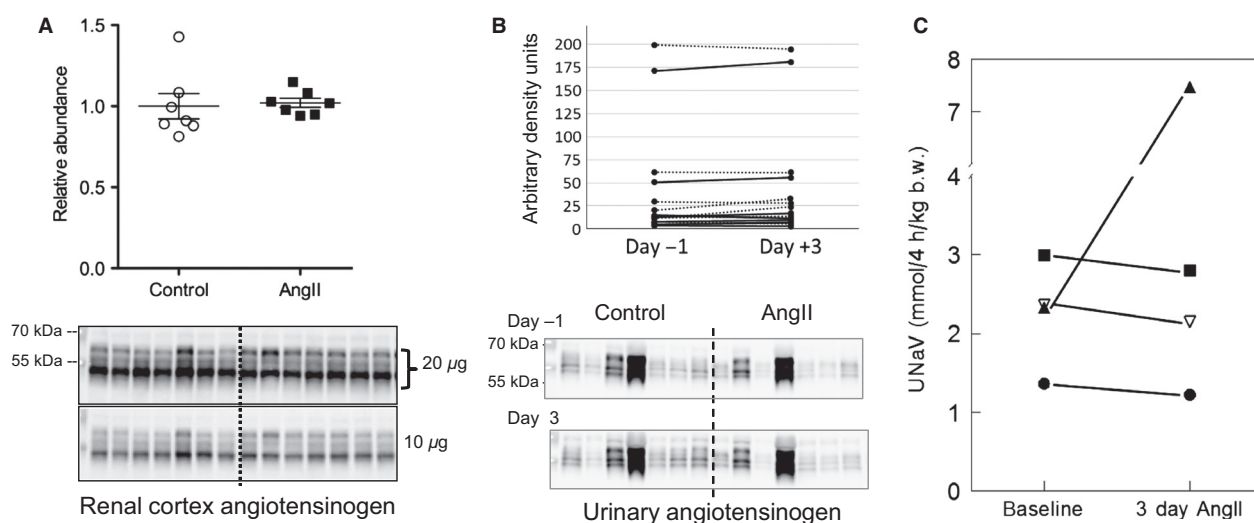 A
Relative abundance
1.5
1.0
0.5
0.0
Control
AngII
70 kDa --
55 kDa --
20 µg
10 µg
Renal cortex angiotensinogen
B
Arbitrary density units
200
175
150
125
100
75
50
25
0
Day −1
Day +3
Control
AngII
Day −1
70 kDa
55 kDa
Day 3
Urinary angiotensinogen
C
UNaV (mmol/4 h/kg b.w.)
8
7
4
3
2
1
0
Baseline
3 day AngII